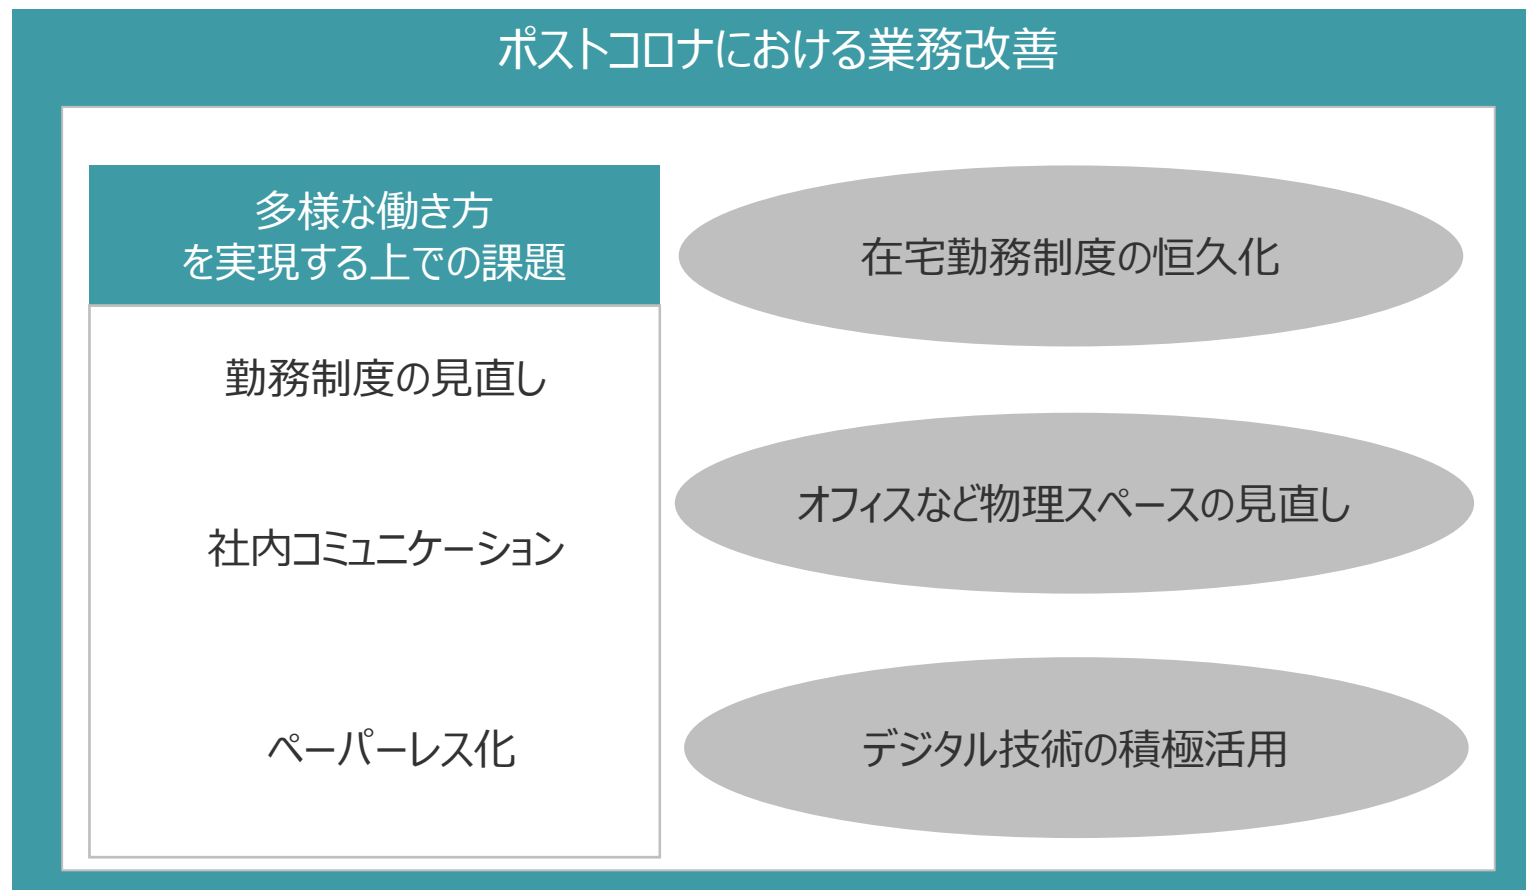 ポストコロナにおける業務改善
多様な働き方
を実現する上での課題
勤務制度の見直し
社内コミュニケーション
ペーパーレス化
在宅勤務制度の恒久化
オフィスなど物理スペースの見直し
デジタル技術の積極活用